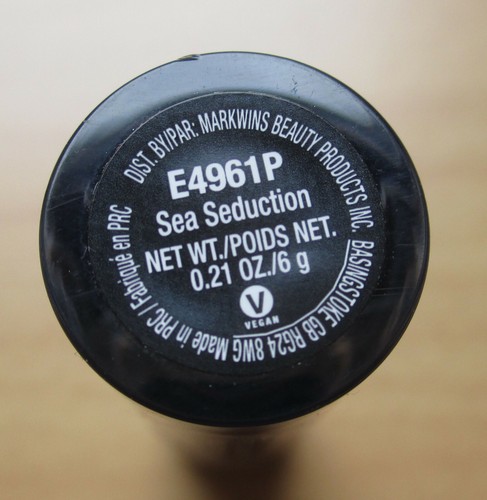 DIST. BY/PAR: MARKWINS BEAUTY PRODUCTS INC. BASINGSTOKE GB RG24 8WG Made in PRC / Fabriqué en PRC
E4961P
Sea Seduction
NET WT./POIDS NET.
0.21 OZ./6 g
V
VEGAN